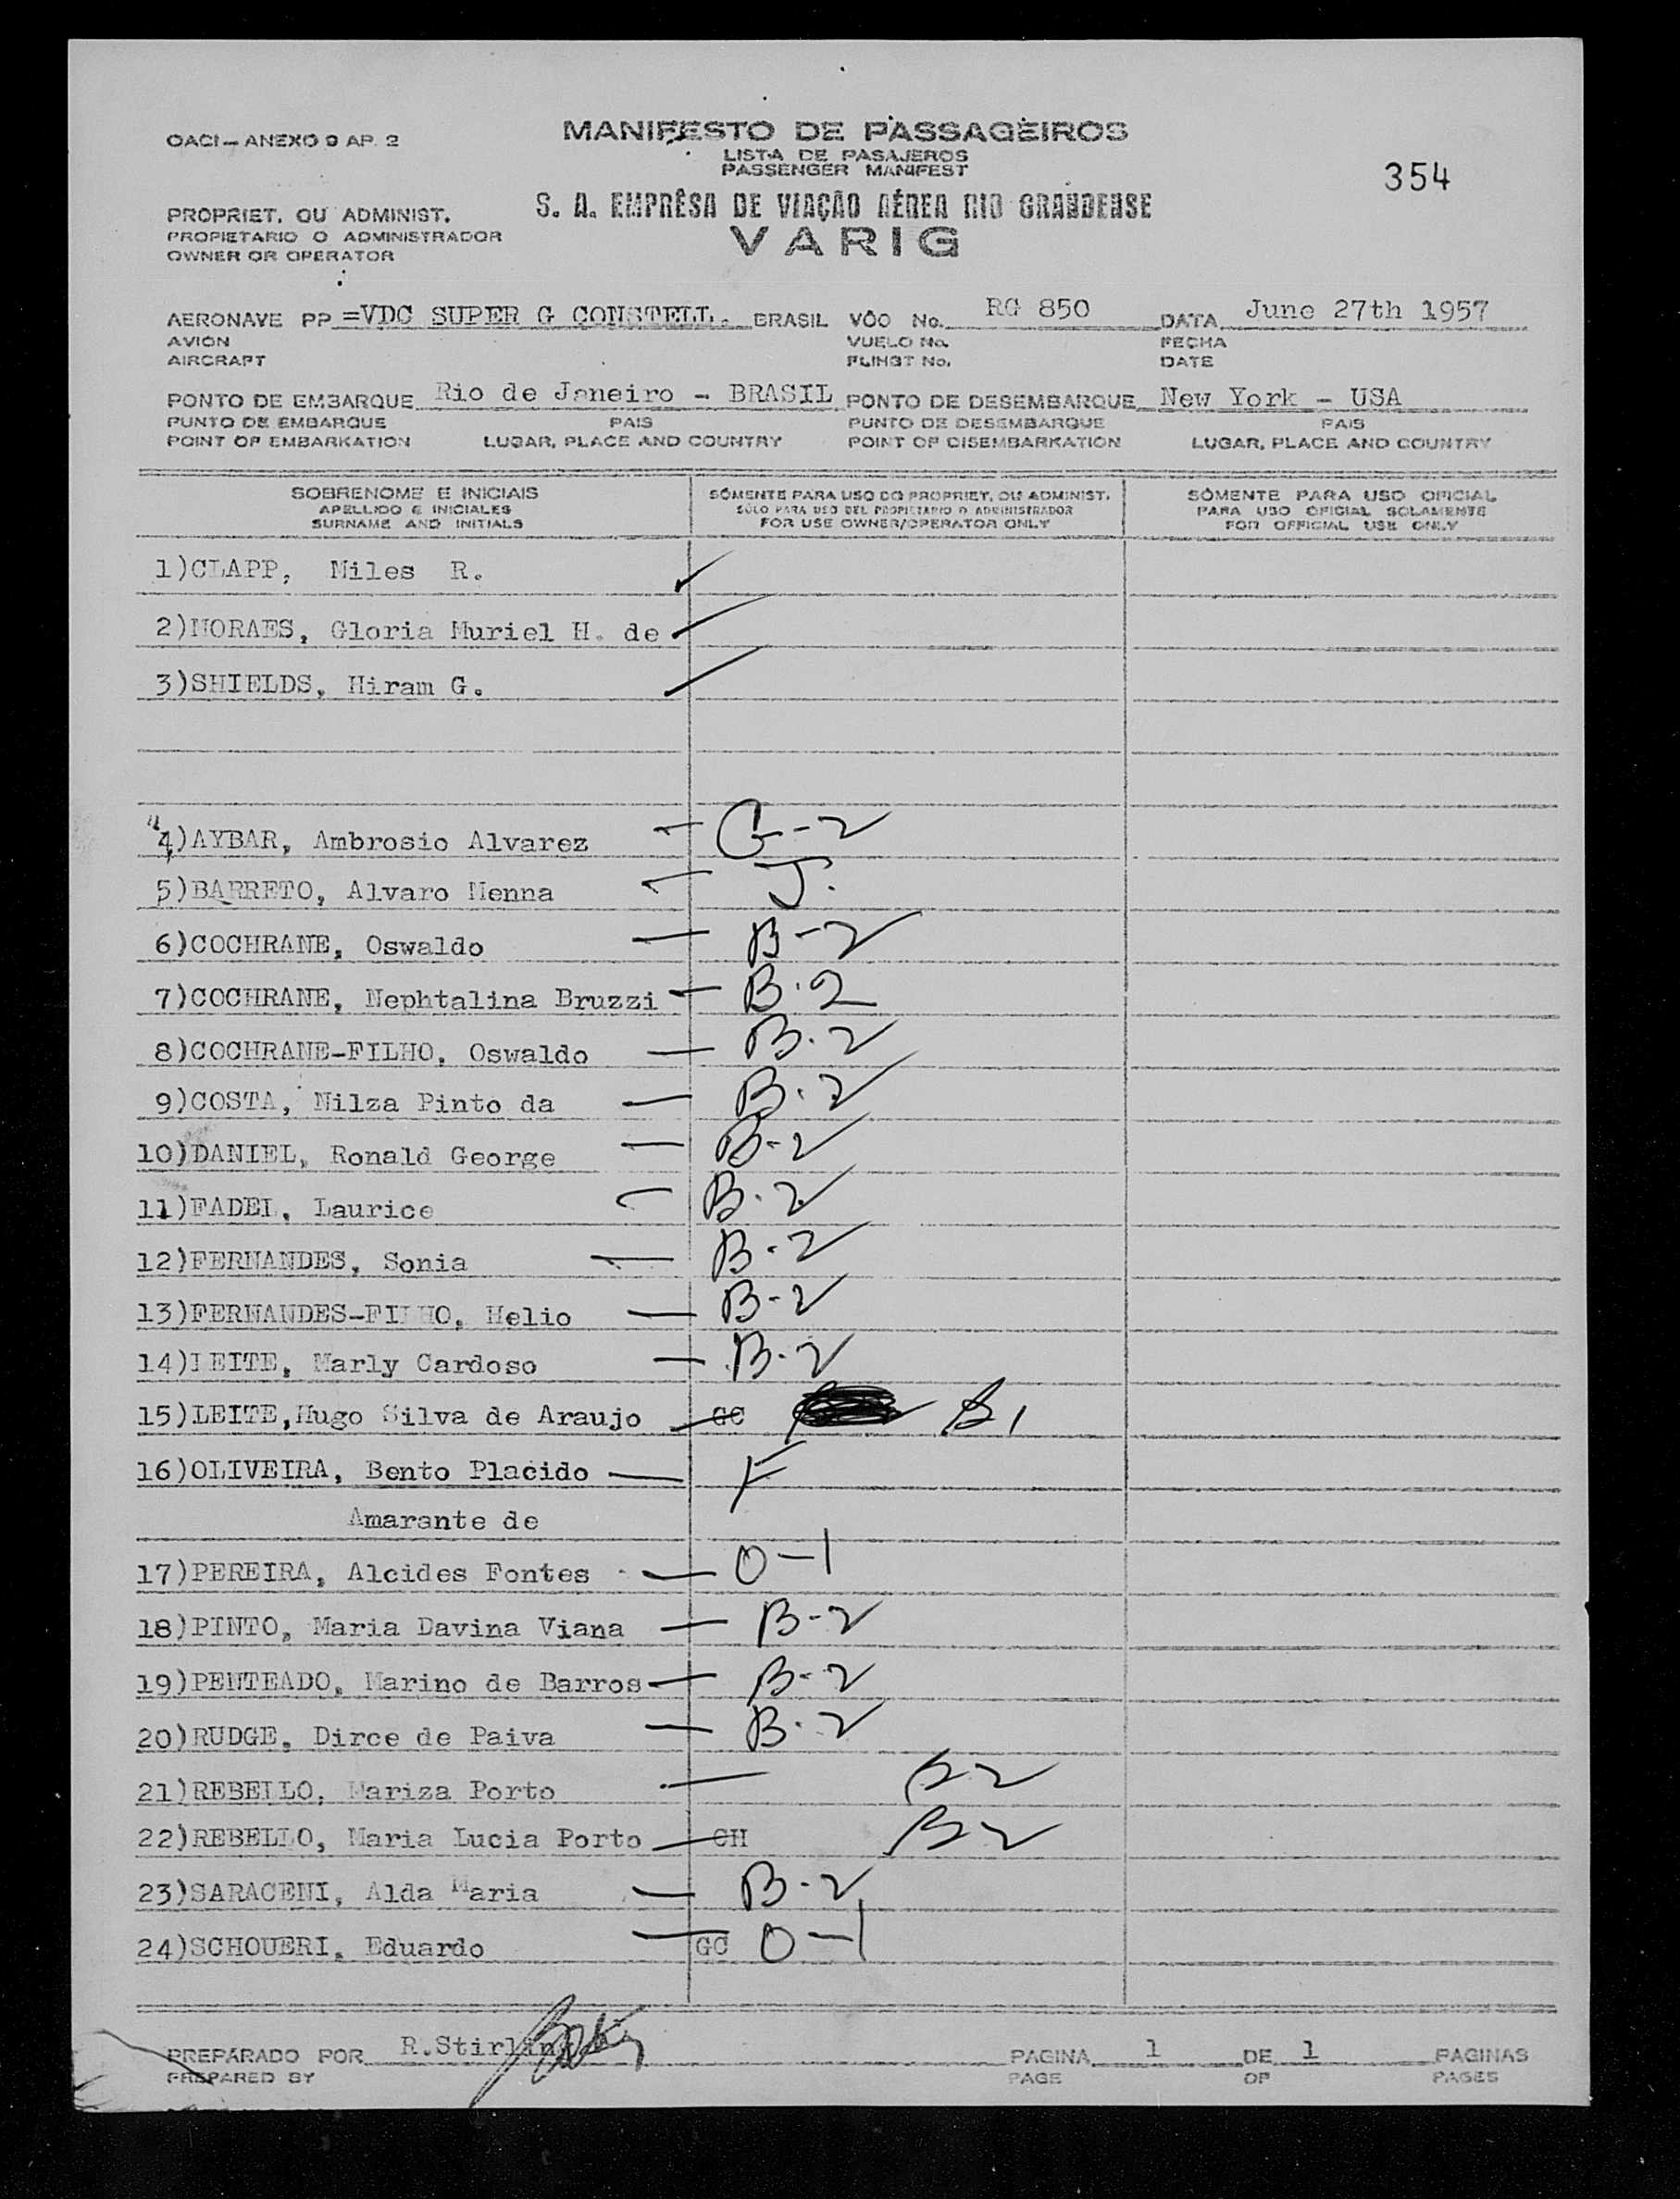 OACI — ANEXO 9 AP. 2
MANIFESTO DE PASSAGEIROS
LISTA DE PASAJEROS
PASSENGER MANIFEST
354
S. A. EMPRÊSA DE VIAÇÃO AÉREA RIO GRANDENSE
VARIG
PROPRIET. OU ADMINIST.
PROPIETARIO O ADMINISTRADOR
OWNER OR OPERATOR
AERONAVE PP =VDC SUPER G CONSTELL. BRASIL VÔO No. RG 850 DATA June 27th 1957
AVION VUELO No. FECHA
AIRCRAFT FLIHGT No. DATE
PONTO DE EMBARQUE Rio de Janeiro - BRASIL PONTO DE DESEMBARQUE New York - USA
PUNTO DE EMBARQUE PAIS PUNTO DE DESEMBARQUE PAIS
POINT OF EMBARKATION LUGAR, PLACE AND COUNTRY POINT OF DISEMBARKATION LUGAR, PLACE AND COUNTRY
SOBRENOME E INICIAIS SÓMENTE PARA USO DO PROPRIET. OU ADMINIST. SÓMENTE PARA USO OFICIAL
APELLIDO E INICIALES SÓLO PARA USO DEL PROPIETARIO O ADMINISTRADOR PARA USO OFICIAL SOLAMENTE
SURNAME AND INITIALS FOR USE OWNER/OPERATOR ONLY FOR OFFICIAL USE ONLY
1)CLAPP, Miles R.
2)MORAES, Gloria Muriel H. de
3)SHIELDS, Hiram G.
4)AYBAR, Ambrosio Alvarez G-2
5)BARRETO, Alvaro Menna J.
6)COCHRANE, Oswaldo B-2
7)COCHRANE, Nephtalina Bruzzi B.2
8)COCHRANE-FILHO, Oswaldo B.2
9)COSTA, Nilza Pinto da B.2
10)DANIEL, Ronald George B-2
11)FADEL, Laurice B.2
12)FERNANDES, Sonia B-2
13)FERNANDES-FILHO, Helio B-2
14)LEITE, Marly Cardoso B-2
15)LEITE,Hugo Silva de Araujo GC B1
16)OLIVEIRA, Bento Placido F
Amarante de
17)PEREIRA, Alcides Fontes O-1
18)PINTO, Maria Davina Viana B-2
19)PENTEADO, Marino de Barros B-2
20)RUDGE, Dirce de Paiva B-2
21)REBELLO, Mariza Porto B2
22)REBELLO, Maria Lucia Porto CH B2
23)SARACENI, Alda Maria B-2
24)SCHOUERI, Eduardo GC O-1
PREPARADO POR R.Stirling PAGINA 1 DE 1 PAGINAS
PREPARED BY PAGE OF PAGES